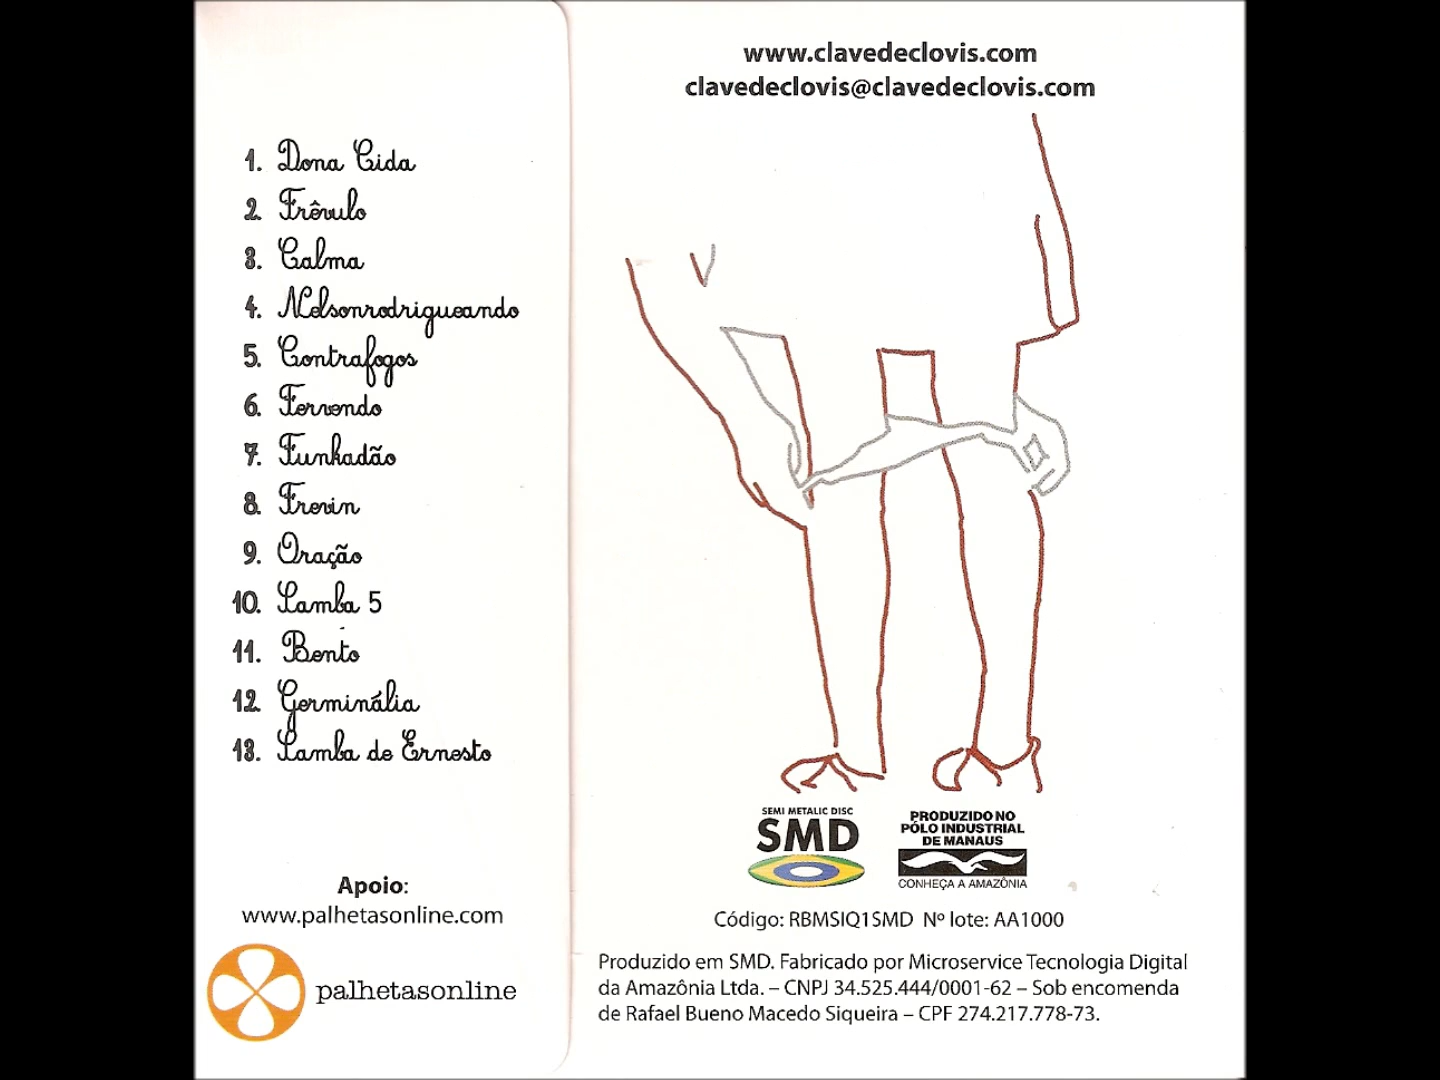 www.clavedeclovis.com
clavedeclovis@clavedeclovis.com
1. Dona Cida
2. Frêvulo
3. Calma
4. Nelsonrodrigueando
5. Contrafogos
6. Fervendo
7. Funkadão
8. Frevin
9. Oração
10. Samba 5
11. Bento
12. Germinália
13. Samba de Ernesto
Apoio:
www.palhetasonline.com
palhetasonline
SEMI METALIC DISC
SMD
PRODUZIDO NO
PÓLO INDUSTRIAL
DE MANAUS
CONHEÇA A AMAZÔNIA
Código: RBMSIQ1SMD Nº lote: AA1000
Produzido em SMD. Fabricado por Microservice Tecnologia Digital
da Amazônia Ltda. – CNPJ 34.525.444/0001-62 – Sob encomenda
de Rafael Bueno Macedo Siqueira – CPF 274.217.778-73.